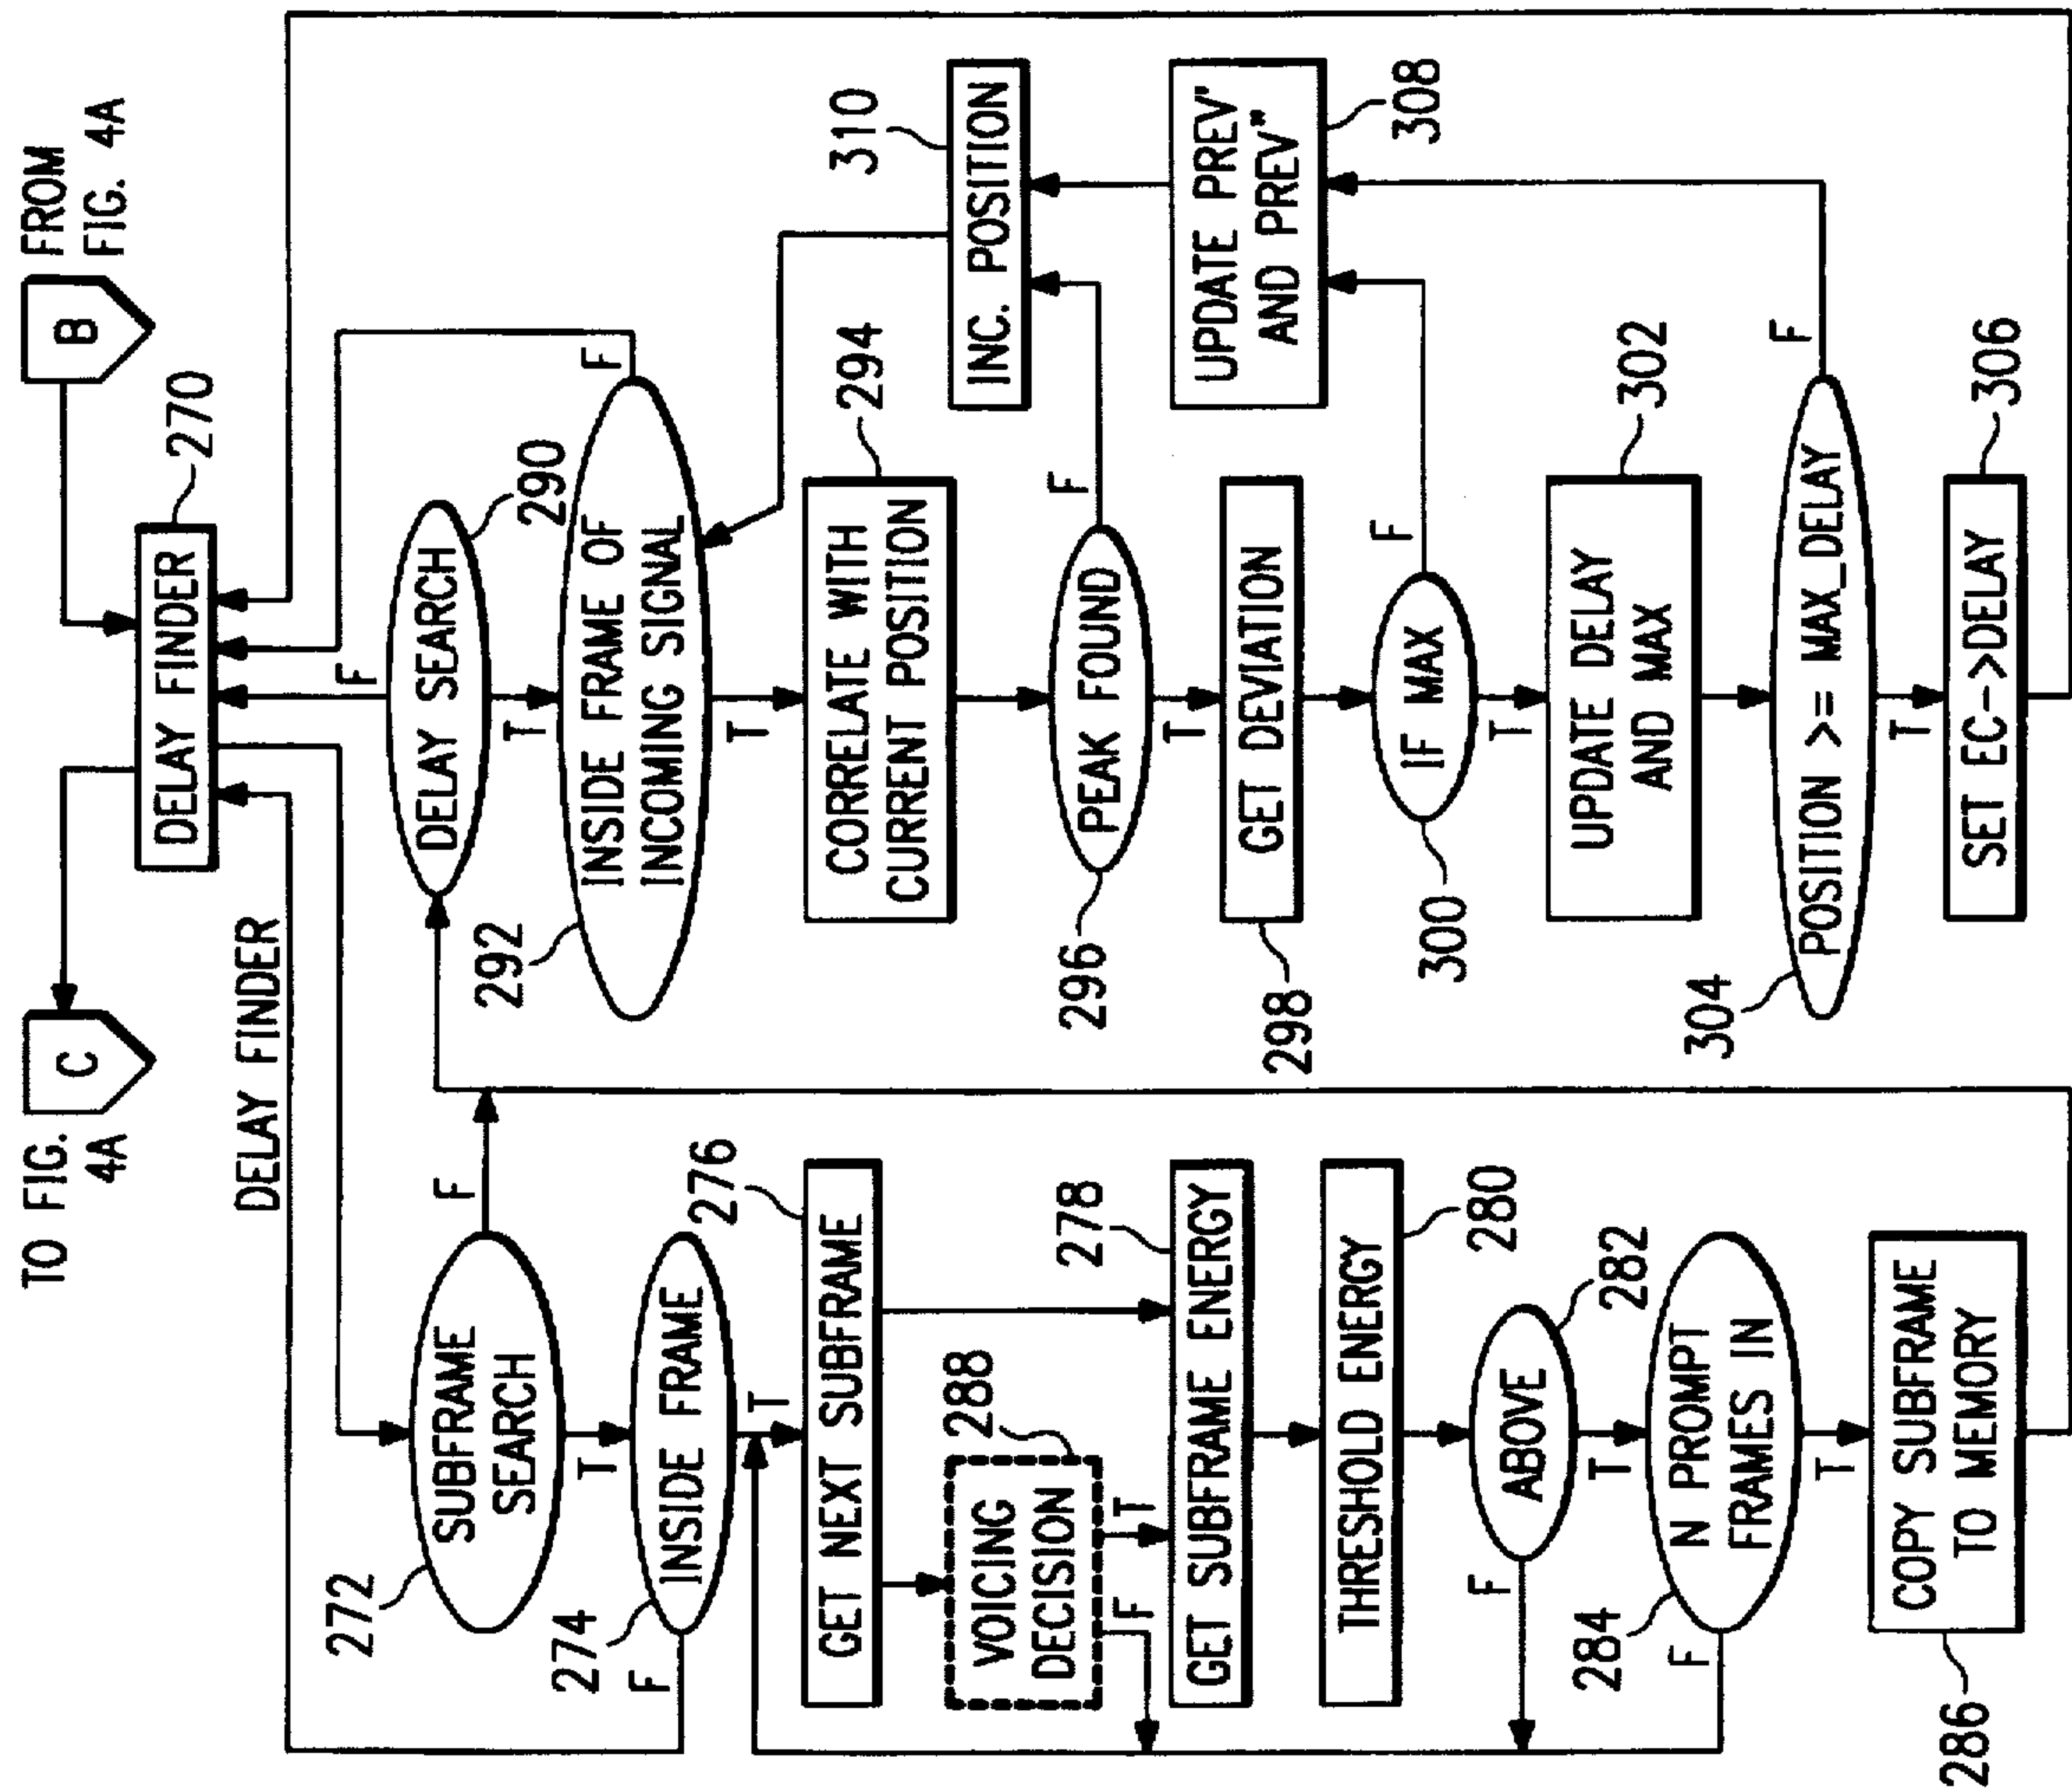 TO FIG.
4A
C
FROM
FIG. 4A
B
DELAY FINDER
DELAY FINDER
270
272
SUBFRAME
SEARCH
F
T
274
INSIDE FRAME
F
T
276
GET NEXT SUBFRAME
288
VOICING
DECISION
F
T
278
GET SUBFRAME ENERGY
THRESHOLD ENERGY
280
ABOVE
282
F
T
284
N PROMPT
FRAMES IN
F
T
COPY SUBFRAME
TO MEMORY
286
F
DELAY SEARCH
290
T
292
INSIDE FRAME OF
INCOMING SIGNAL
F
T
CORRELATE WITH
CURRENT POSITION
294
PEAK FOUND
296
F
T
GET DEVIATION
298
IF MAX
300
F
T
UPDATE DELAY
AND MAX
302
304
POSITION >= MAX_DELAY
F
T
SET EC->DELAY
306
310
INC. POSITION
UPDATE PREV'
AND PREV"
308